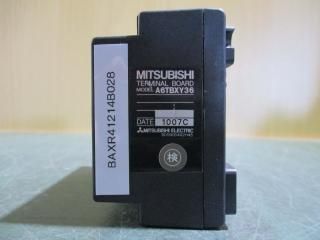 BAXR41214B028
MITSUBISHI
TERMINAL BOARD
MODEL A6TBXY36
DATE 1007C
MITSUBISHI ELECTRIC
検